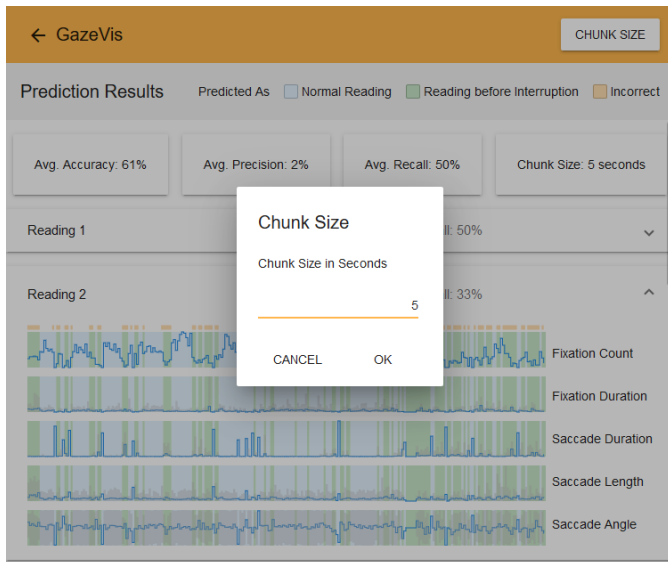 GazeVis
CHUNK SIZE
Prediction Results Predicted As Normal Reading Reading before Interruption Incorrect
Avg. Accuracy: 61% Avg. Precision: 2% Avg. Recall: 50% Chunk Size: 5 seconds
Chunk Size
Chunk Size in Seconds
5
CANCEL OK
Reading 1 50%
Reading 2 33%
Fixation Count
Fixation Duration
Saccade Duration
Saccade Length
Saccade Angle